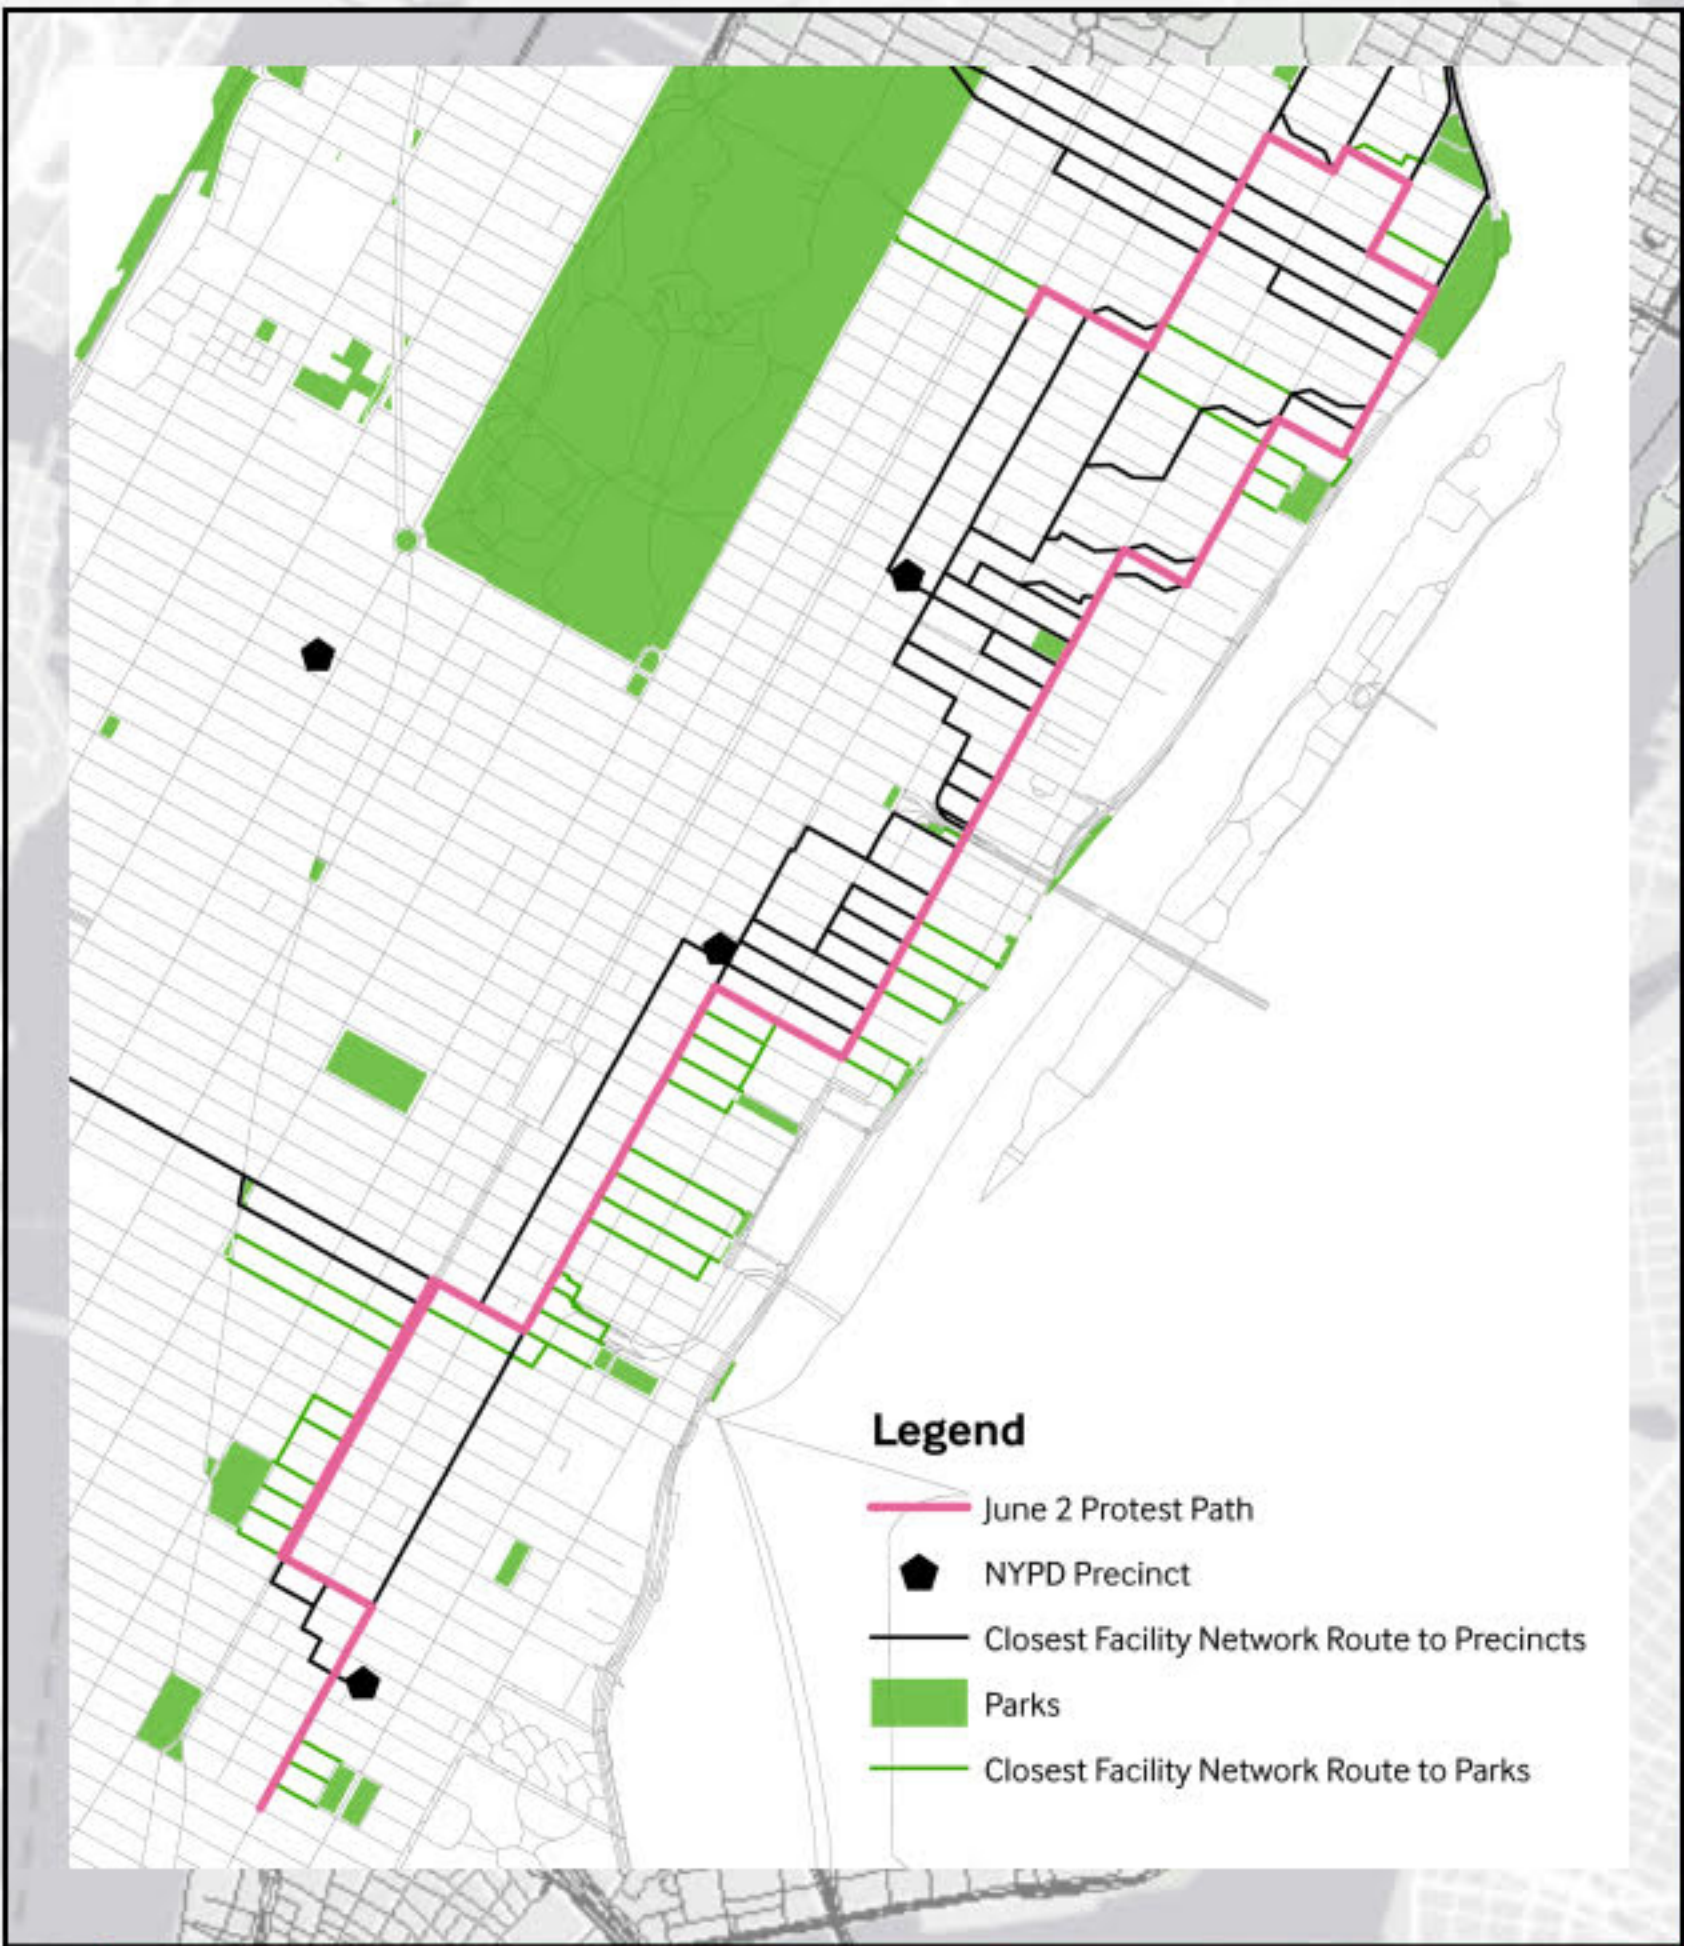 Legend
June 2 Protest Path
NYPD Precinct
Closest Facility Network Route to Precincts
Parks
Closest Facility Network Route to Parks